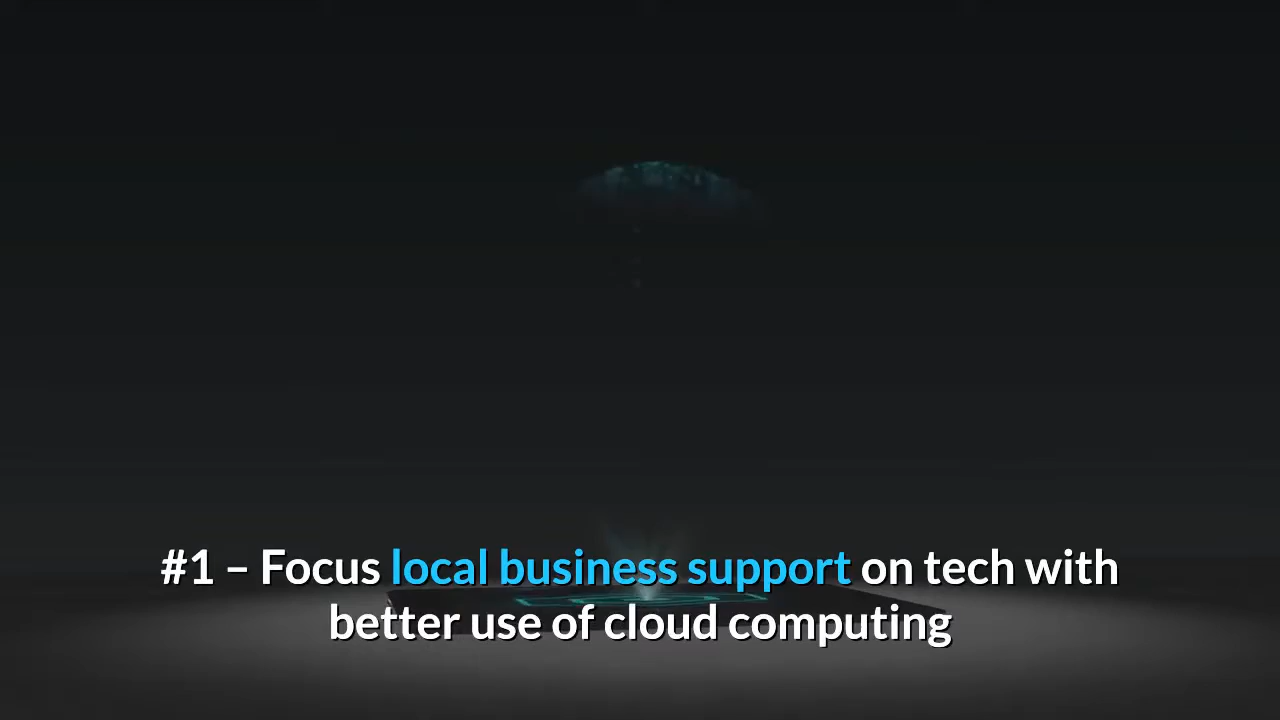 #1 – Focus local business support on tech with
better use of cloud computing